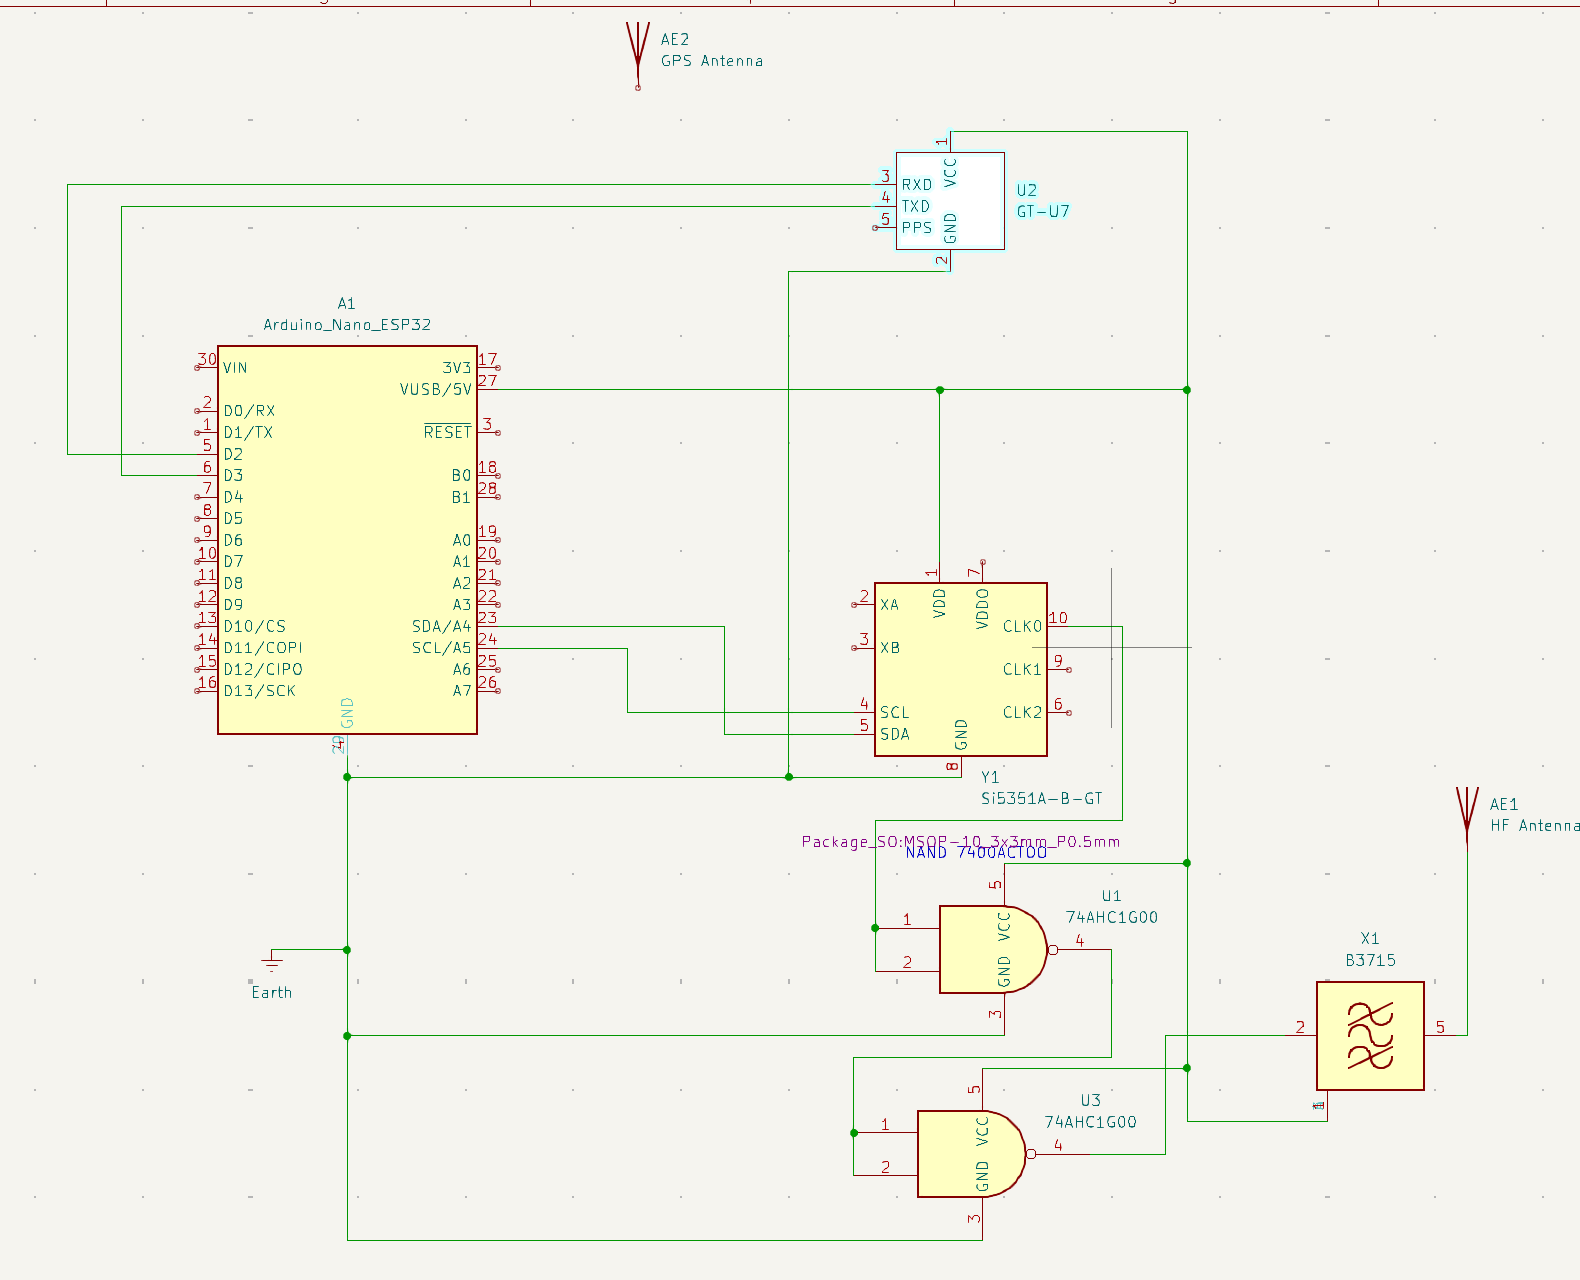 AE2
GPS Antenna
1
VCC
3
RXD
4
TXD
5
PPS
GND
2
U2
GT-U7
A1
Arduino_Nano_ESP32
30
VIN
3V3
17
VUSB/5V
27
2
D0/RX
1
D1/TX
RESET
3
5
D2
6
D3
B0
18
7
D4
B1
28
8
D5
9
D6
A0
19
10
D7
A1
20
11
D8
A2
21
12
D9
A3
22
13
D10/CS
SDA/A4
23
14
D11/COPI
SCL/A5
24
15
D12/CIPO
A6
25
16
D13/SCK
A7
26
GND
1
7
2
XA
VDD
VDDO
CLK0
10
3
XB
CLK1
9
4
SCL
CLK2
6
5
SDA
GND
8
Y1
Si5351A-B-GT
AE1
HF Antenna
Package_SO:MSOP-10_3x3mm_P0.5mm
NAND 7400ACTDO
5
U1
74AHC1G00
1
VCC
4
2
GND
3
Earth
X1
B3715
2
5
5
U3
74AHC1G00
1
VCC
4
2
GND
3